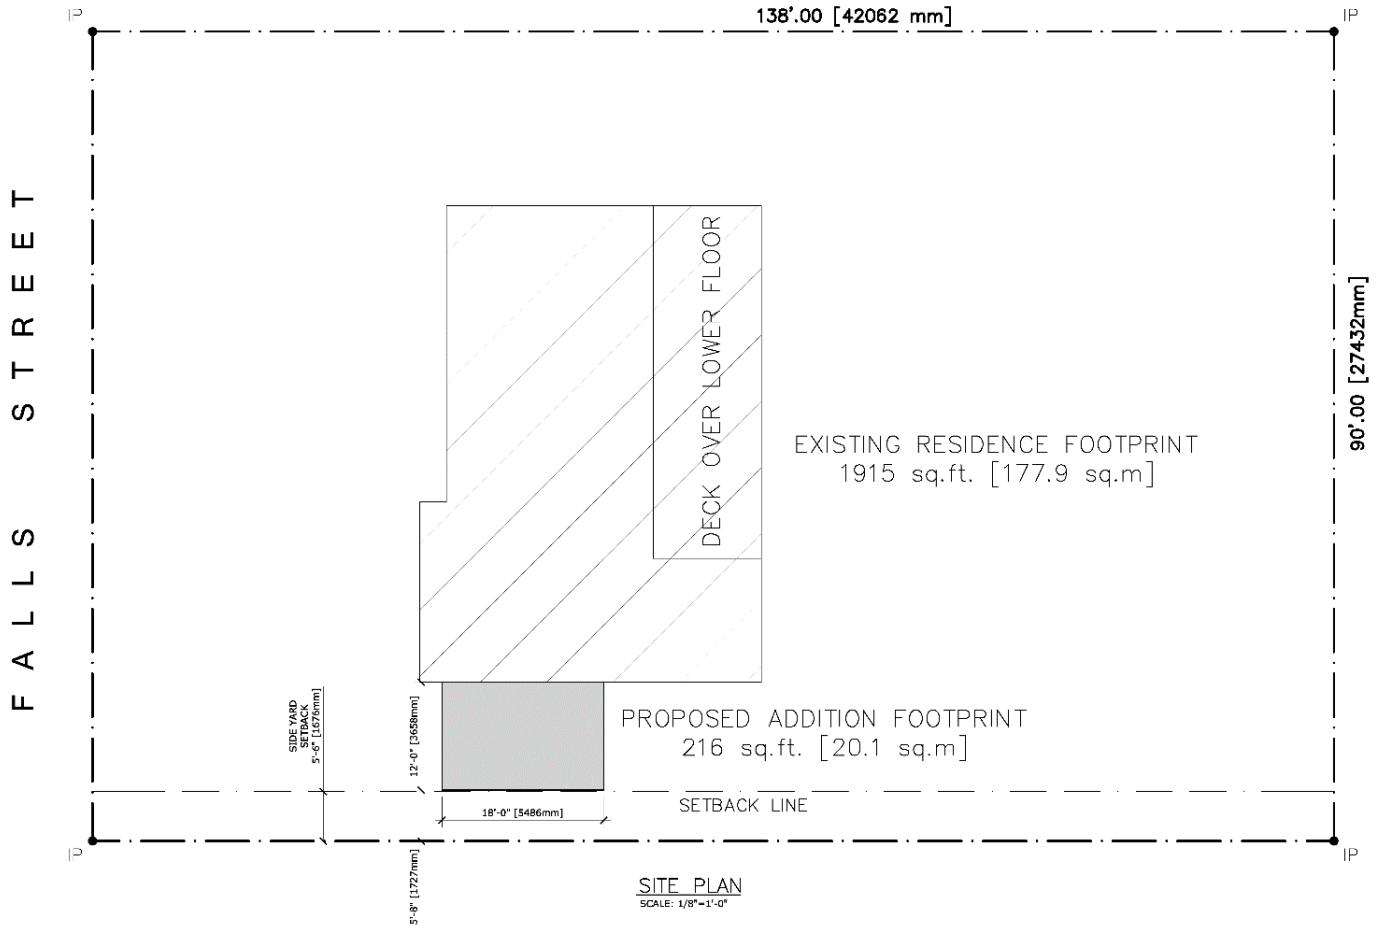 IP
138'.00 [42062 mm]
IP
FALLS STREET
DECK OVER LOWER FLOOR
90'.00 [27432mm]
EXISTING RESIDENCE FOOTPRINT
1915 sq.ft. [177.9 sq.m]
SIDE YARD
SETBACK
5'-6" [1676mm]
12'-0" [3658mm]
PROPOSED ADDITION FOOTPRINT
216 sq.ft. [20.1 sq.m]
18'-0" [5486mm]
SETBACK LINE
IP
5'-8" [1727mm]
IP
SITE PLAN
SCALE: 1/8"=1'-0"